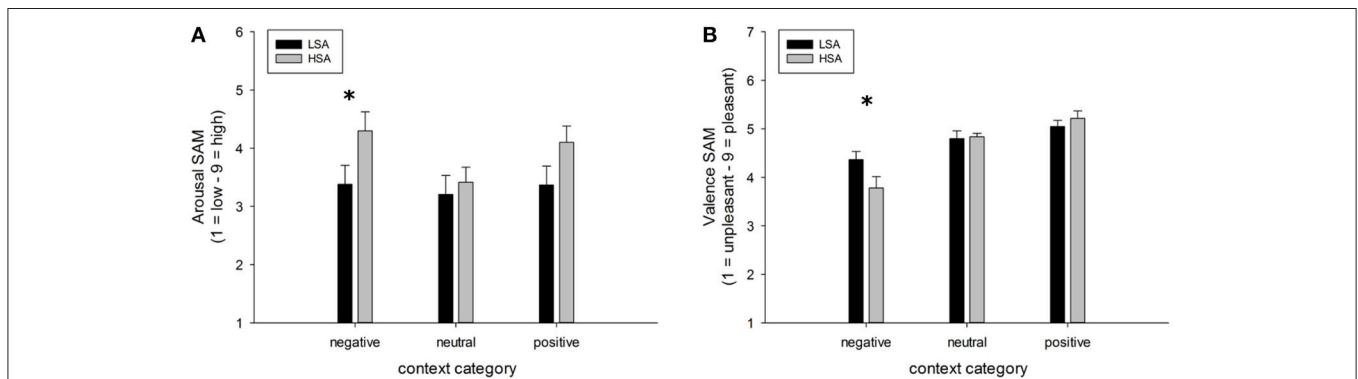 A
LSA
HSA
*
Arousal SAM
(1 = low - 9 = high)
6
5
4
3
2
1
negative neutral positive
context category
B
LSA
HSA
*
Valence SAM
(1 = unpleasant - 9 = pleasant)
7
6
5
4
3
2
1
negative neutral positive
context category